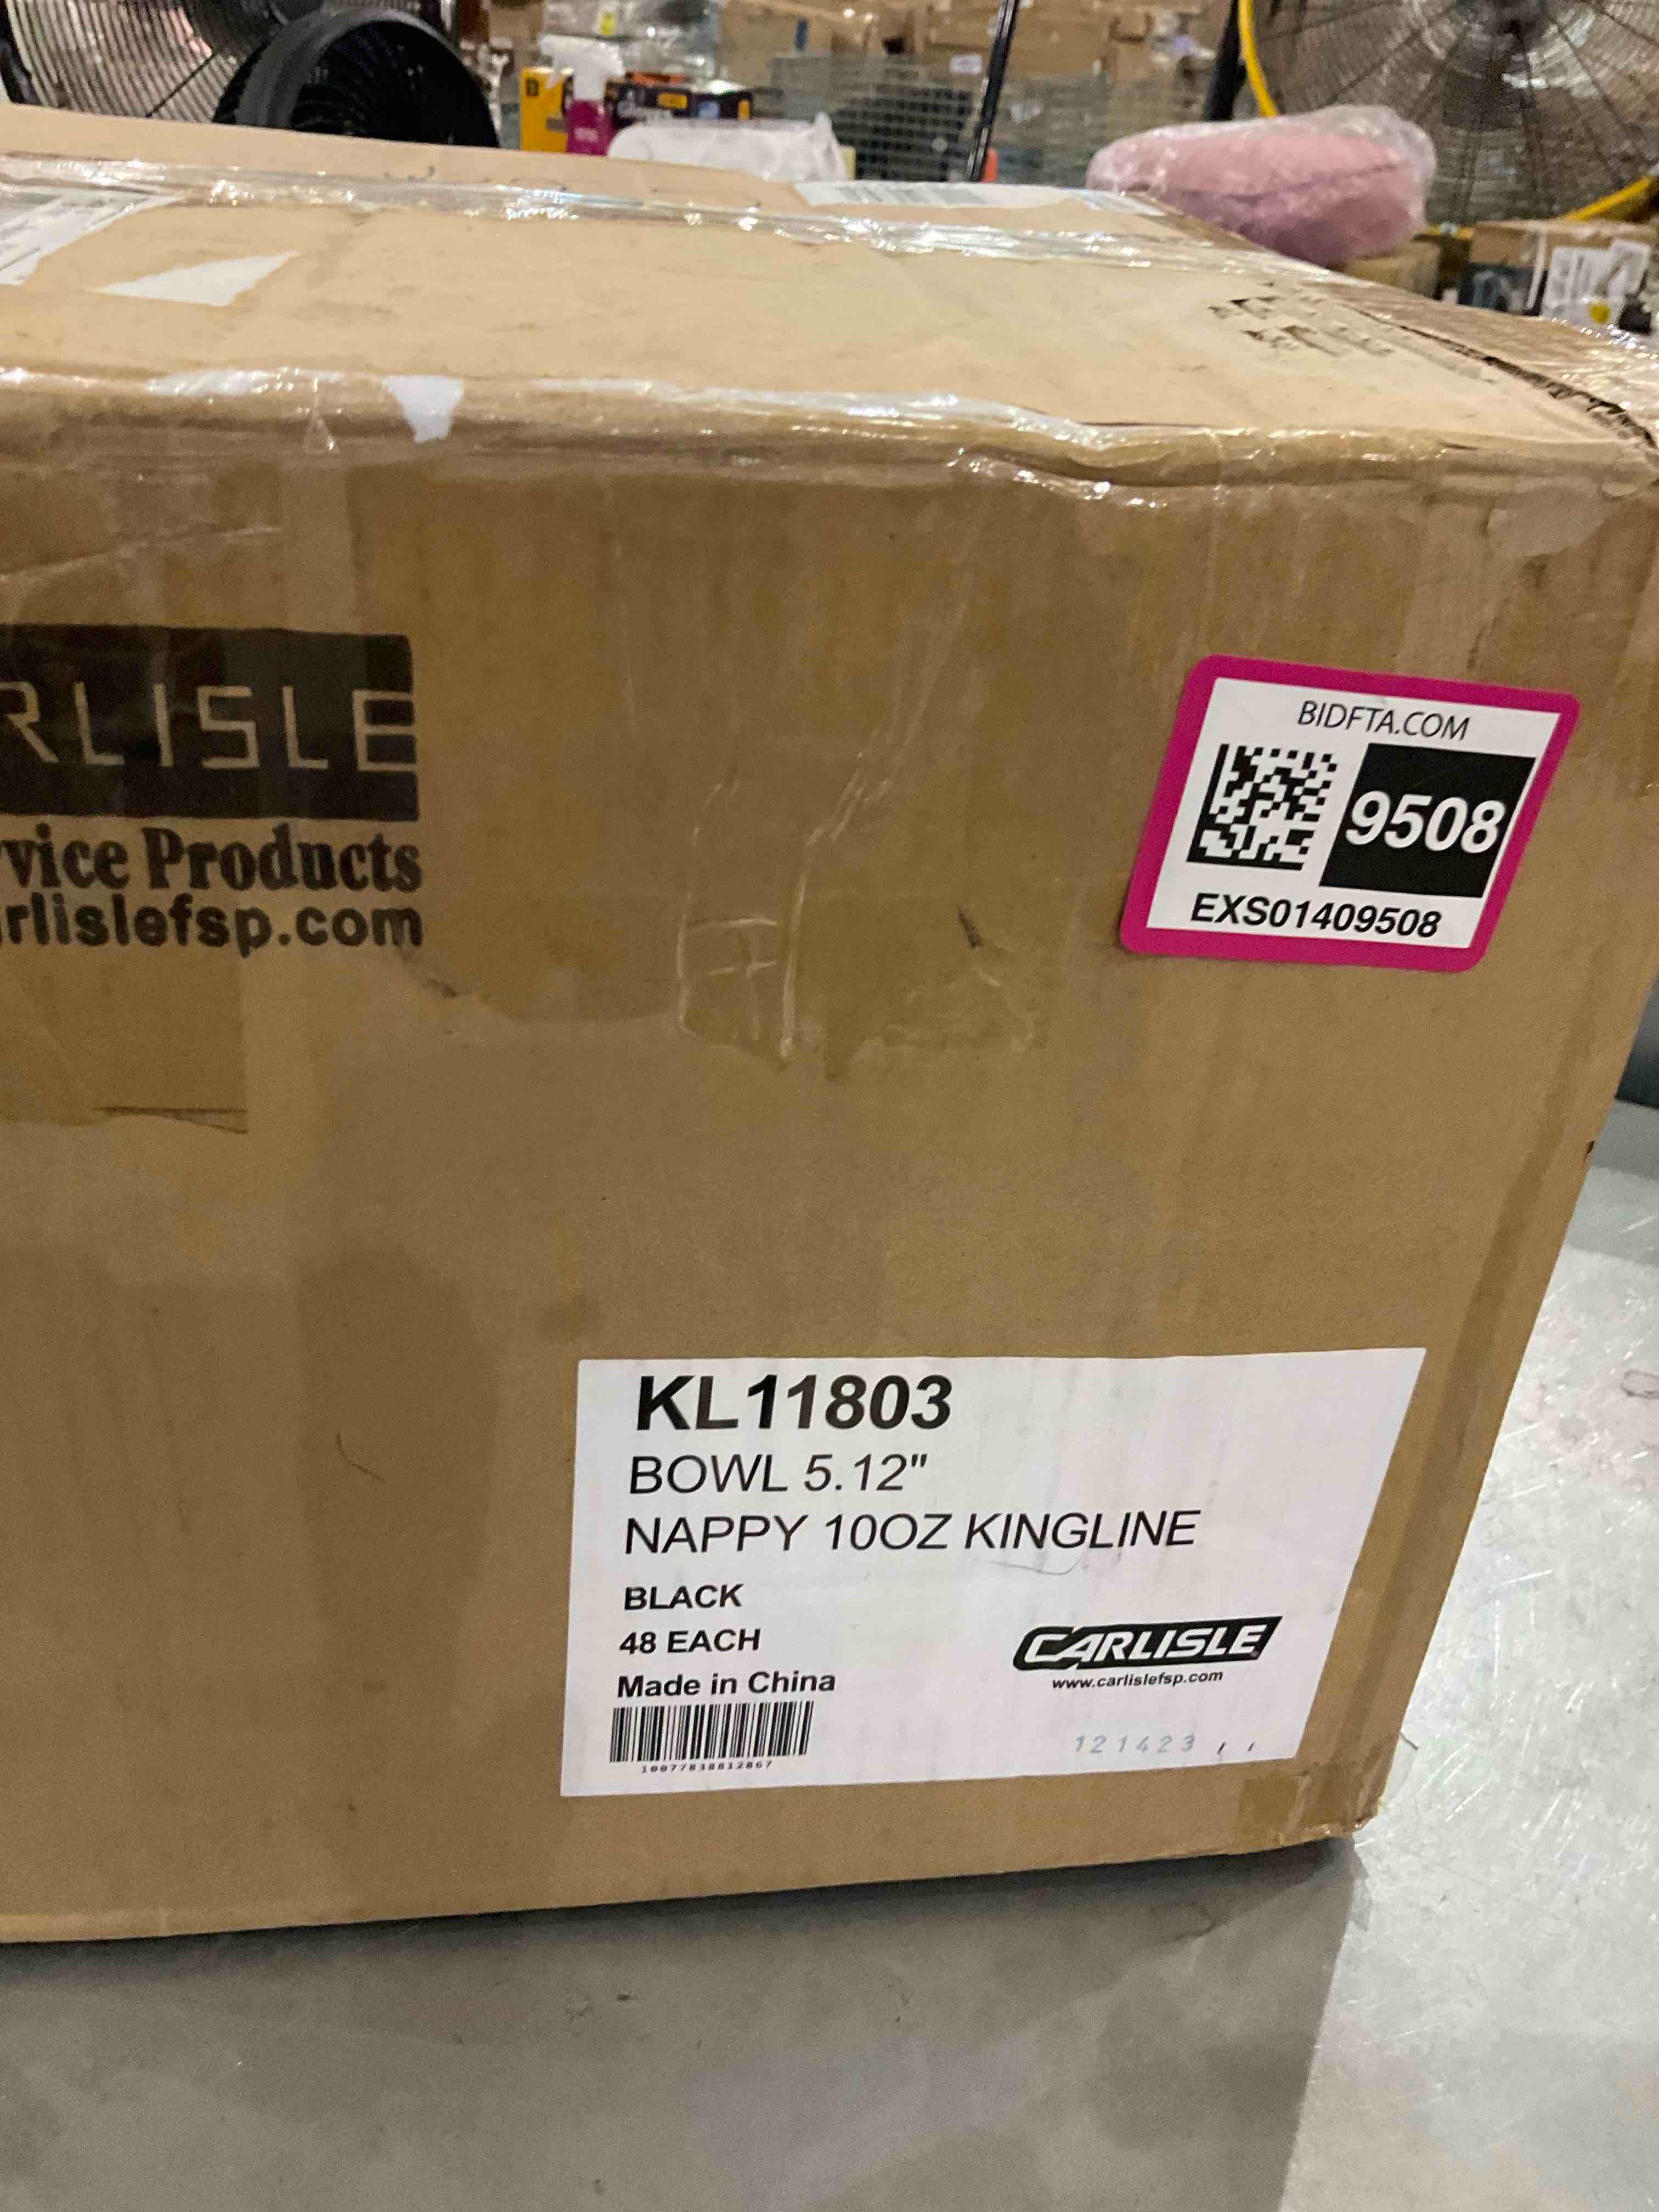 RLISLE
vice Products
rlislefsp.com
BIDFTA.COM
9508
EXS01409508
KL11803
BOWL 5.12"
NAPPY 10OZ KINGLINE
BLACK
48 EACH
Made in China
CARLISLE
www.carlislefsp.com
10077838812867
121423